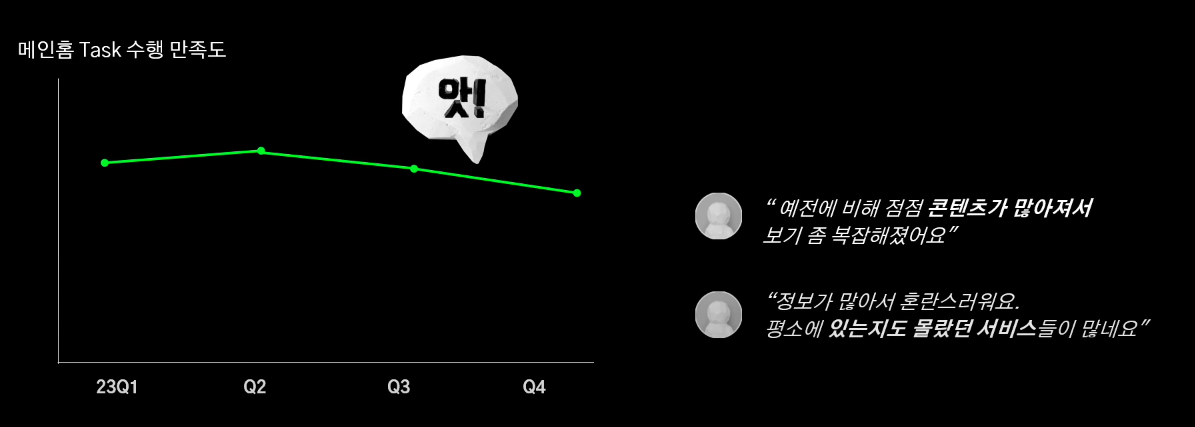 메인홈 Task 수행 만족도
앗!
23Q1 Q2 Q3 Q4
“ 예전에 비해 점점 콘텐츠가 많아져서
보기 좀 복잡해졌어요”
“정보가 많아서 혼란스러워요.
평소에 있는지도 몰랐던 서비스들이 많네요”